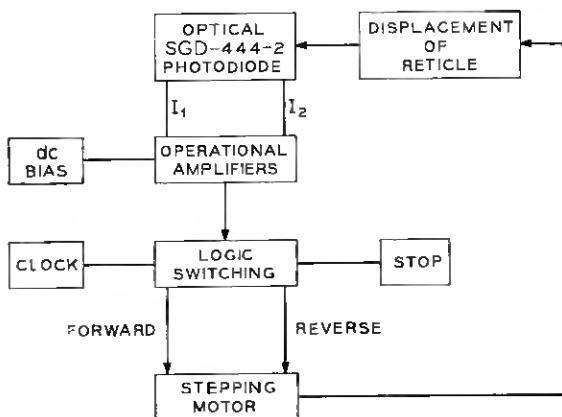 OPTICAL
SGD-444-2
PHOTODIODE
DISPLACEMENT
OF
RETICLE
I₁
I₂
dc
BIAS
OPERATIONAL
AMPLIFIERS
CLOCK
LOGIC
SWITCHING
STOP
FORWARD
REVERSE
STEPPING
MOTOR